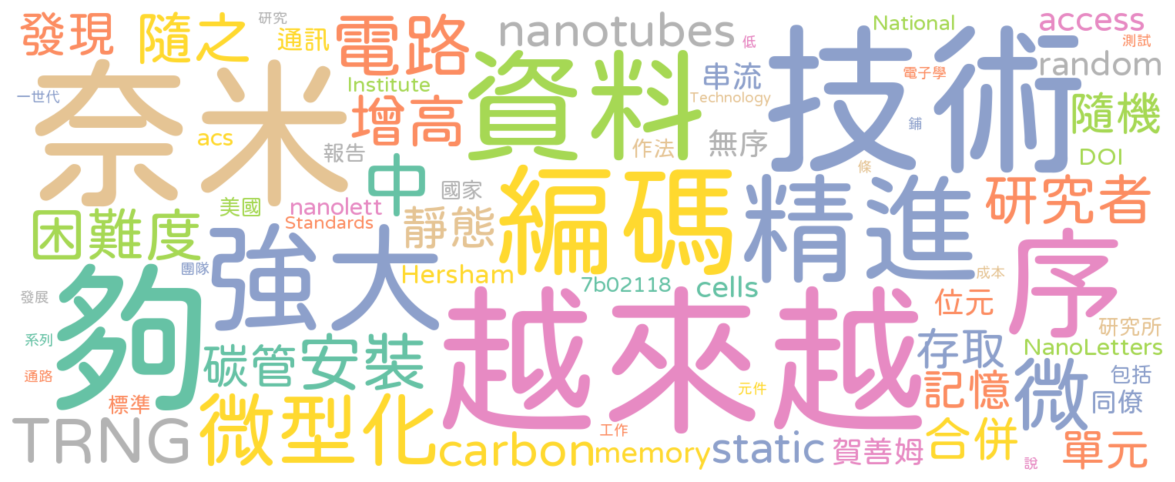 發現
隨之
研究
通訊
電路
nanotubes
低
National
access
測試
random
奈米
一世代
Institute
acs
增高
報告
資料
串流
Technology
作法
無序
技術
電子學
鋪
條
隨機
DOI
困難度
美國
nanolett
Standards
中
國家
靜態
編碼
精進
研究者
團隊
強大
Hersham
7b02118
cells
成本
序
位元
發展
夠
系列
通路
碳管
安裝
越來越
元件
存取
研究所
NanoLetters
標準
記憶
微
包括
同僚
TRNG
微型化
carbon
工作
memory
static
賀善姆
合併
說
單元